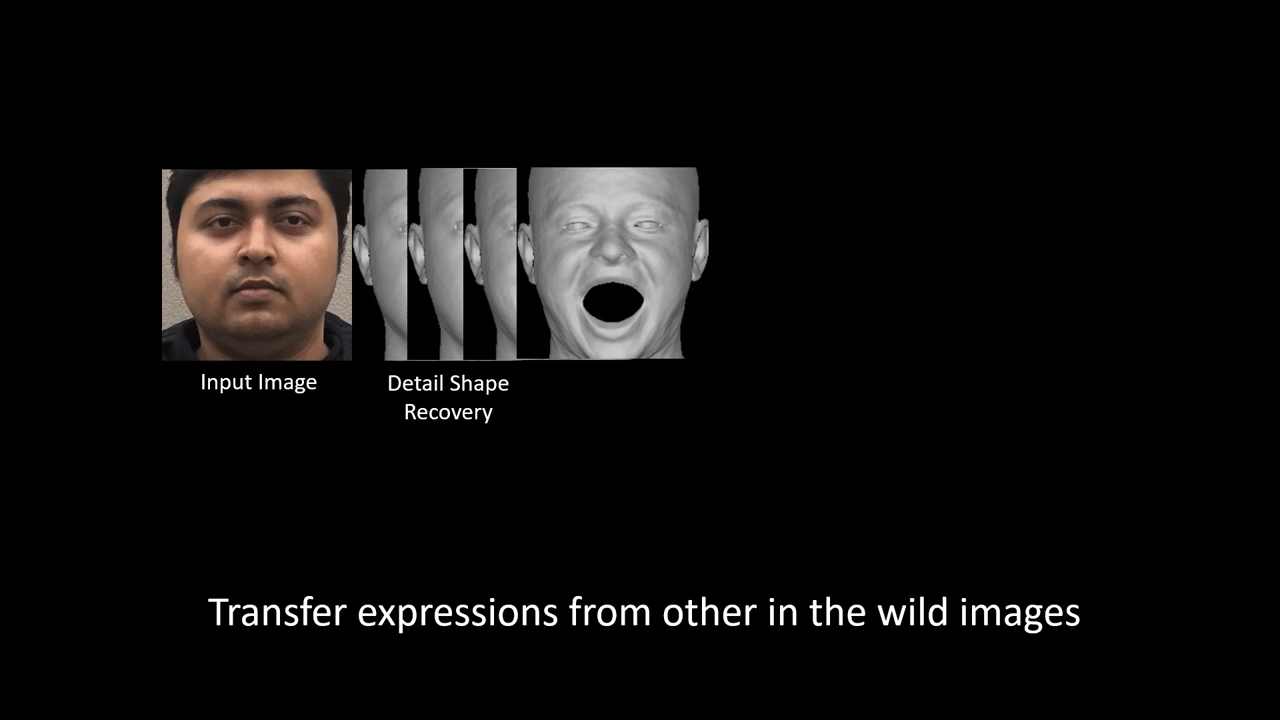 Input Image
Detail Shape
Recovery
Transfer expressions from other in the wild images